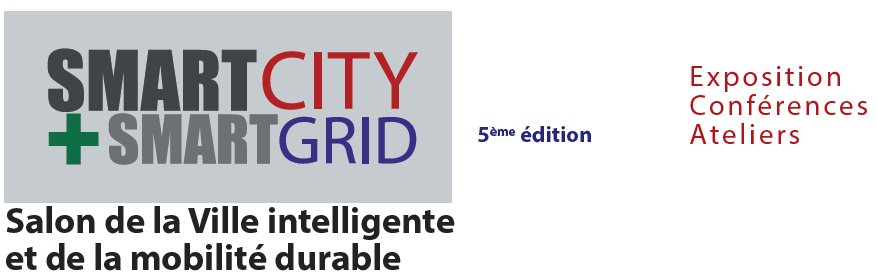 SMARTCITY
+SMARTGRID
5ème édition
Exposition
Conférences
Ateliers
Salon de la Ville intelligente
et de la mobilité durable